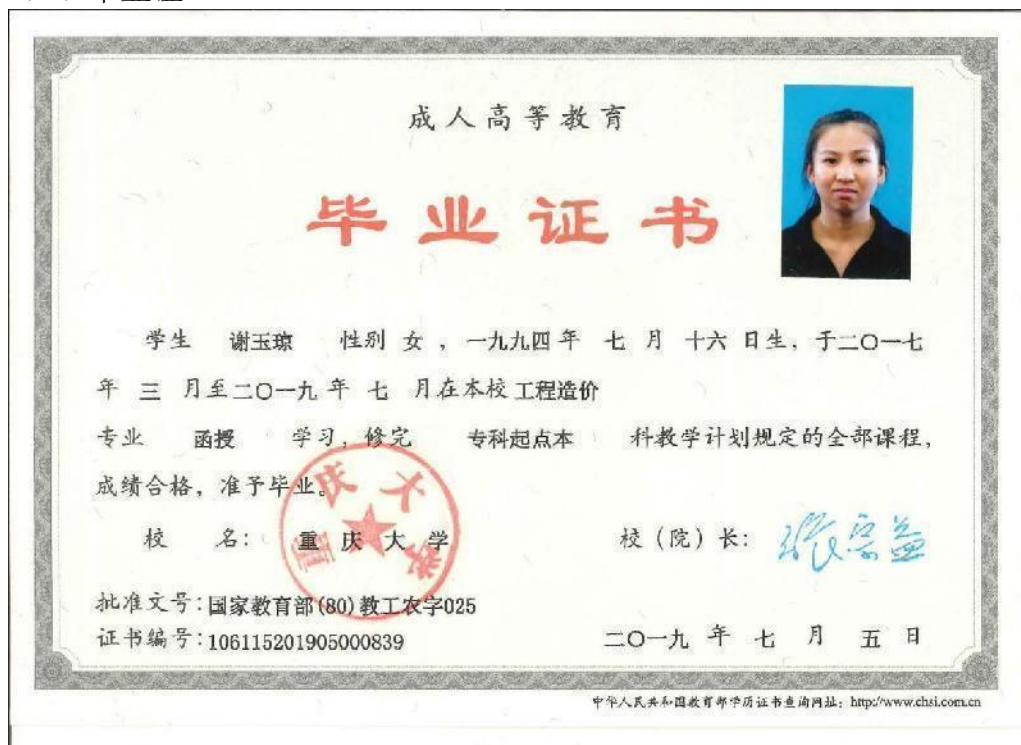 成人高等教育
毕业证书
学生 谢玉琼 性别 女 , 一九九四年 七 月 十六 日生, 于二〇一七
年 三 月至二〇一九 年 七 月在本校 工程造价
专业 函授 学习, 修完 专科起点本 科教学计划规定的全部课程,
成绩合格, 准予毕业。
重庆大学
校 名: 重庆大学 校 (院) 长: 张宗益
批准文号:国家教育部(80)教工农字025
证书编号:106115201905000839 二〇一九 年 七 月 五 日
中华人民共和国教育部学历证书查询网址: http://www.chsi.com.cn